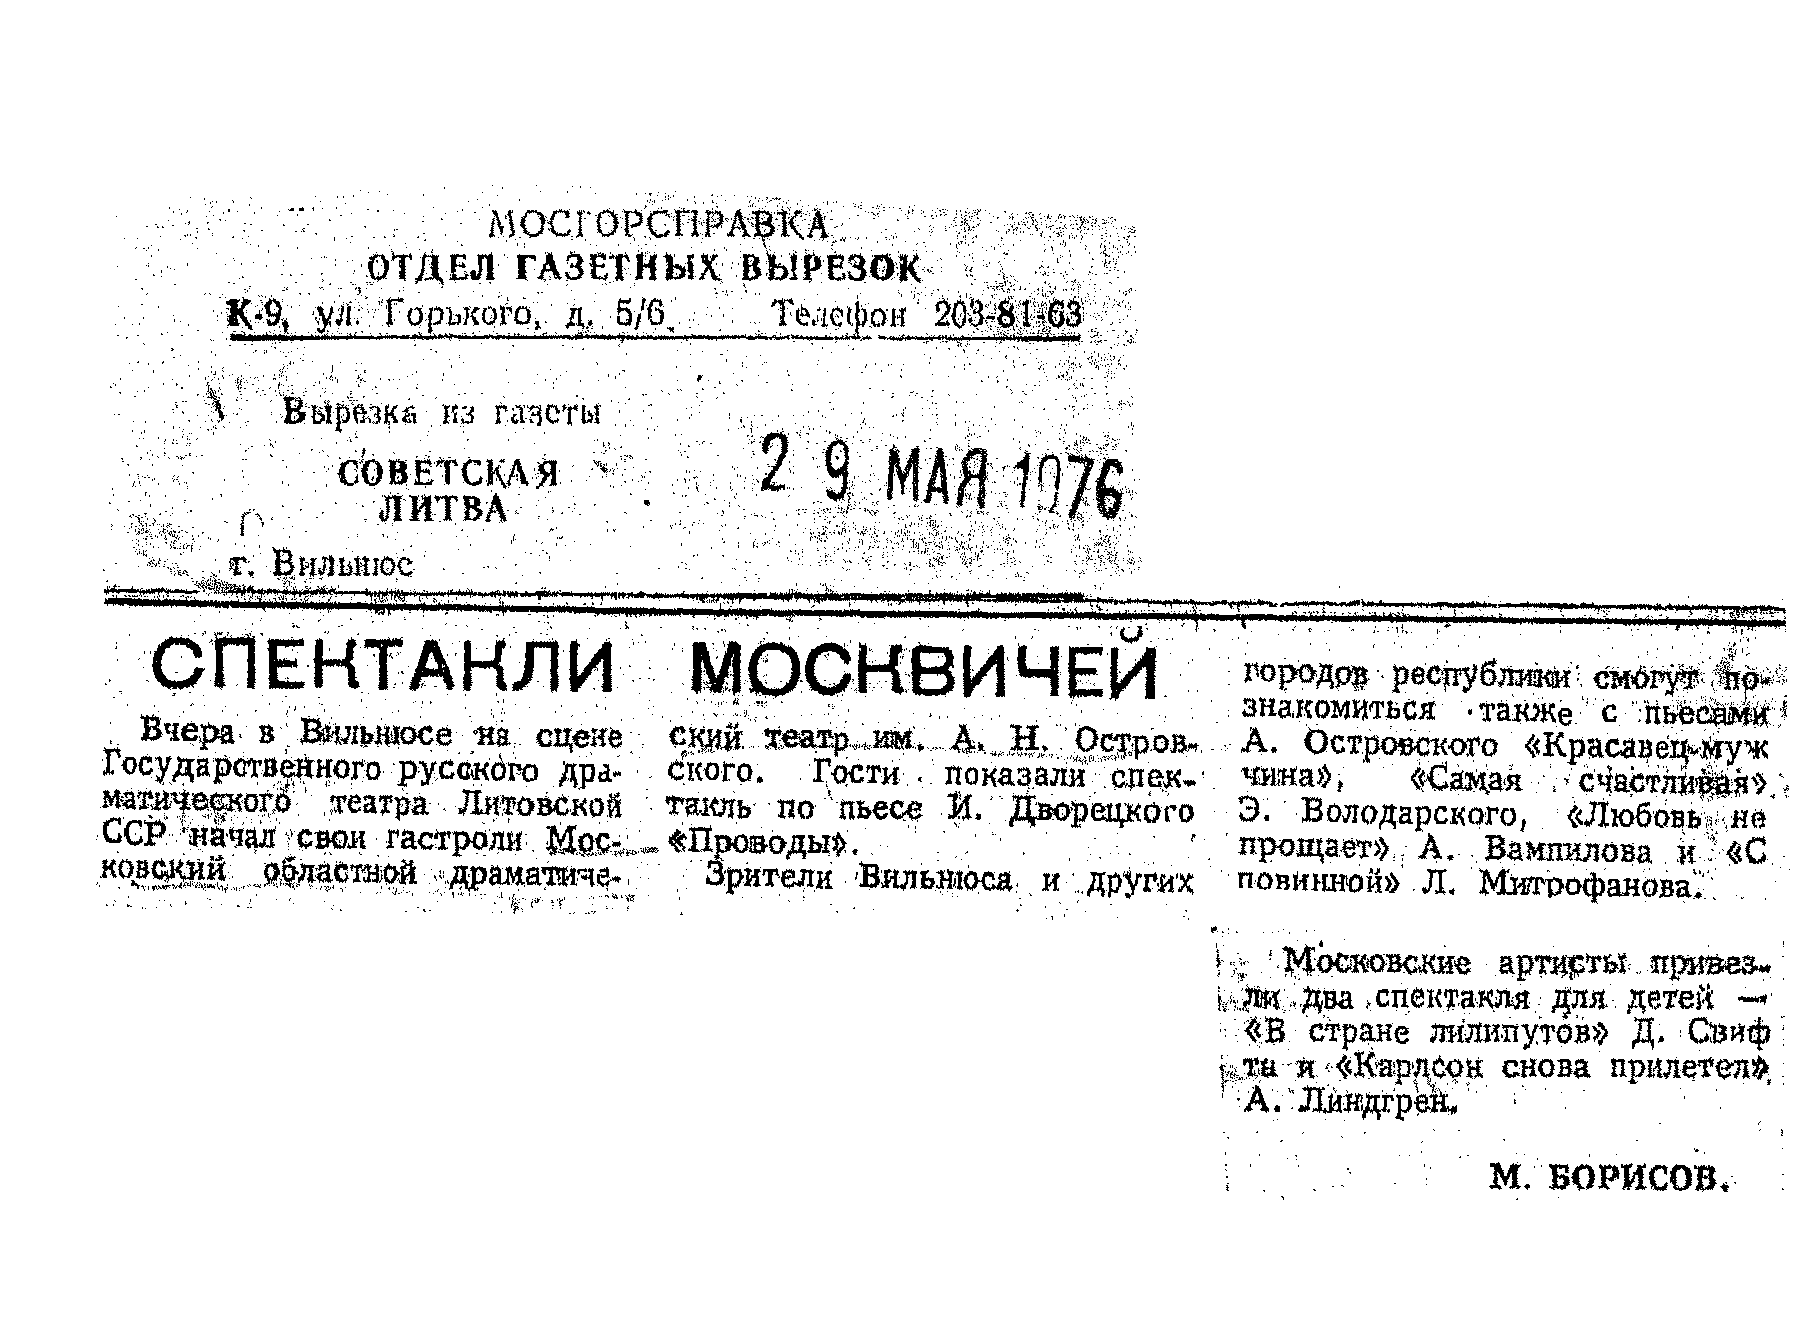 МОСГОРСПРАВКА
ОТДЕЛ ГАЗЕТНЫХ ВЫРЕЗОК
К-9, ул. Горького, д. 5/6. Телефон 203-81-63
Вырезка из газеты
СОВЕТСКАЯ
ЛИТВА
г. Вильнюс
29 МАЯ 1976
СПЕКТАКЛИ МОСКВИЧЕЙ
Вчера в Вильнюсе на сцене
Государственного русского дра-
матического театра Литовской
ССР начал свои гастроли Мос-
ковский областной драматиче-
ский театр им. А. Н. Остров-
ского. Гости показали спек-
такль по пьесе И. Дворецкого
«Проводы».
Зрители Вильнюса и других
городов республики смогут по-
знакомиться также с пьесами
А. Островского «Красавец-муж
чина», «Самая счастливая»
Э. Володарского, «Любовь не
прощает» А. Вампилова и «С
повинной» Л. Митрофанова.
Московские артисты привез-
ли два спектакля для детей —
«В стране лилипутов» Д. Свиф
та и «Карлсон снова прилетел»
А. Линдгрен.
М. БОРИСОВ.